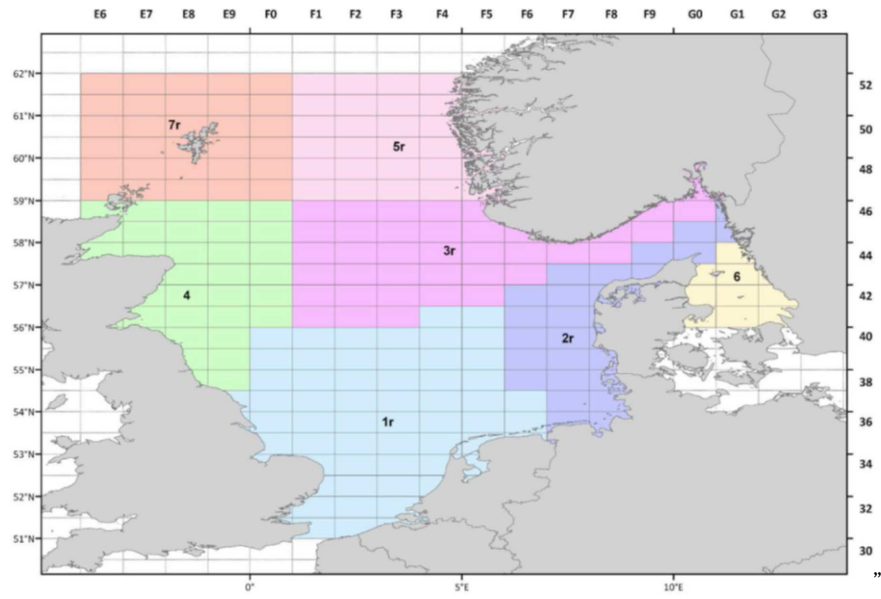 E6 E7 E8 E9 F0 F1 F2 F3 F4 F5 F6 F7 F8 F9 G0 G1 G2 G3
62°N 52
61°N
7r 5r 50
60°N 48
59°N 46
58°N 3r 44
57°N 4 6 42
56°N 2r 40
55°N 38
54°N 1r 36
53°N 34
52°N 32
51°N 30
0° 5°E 10°E
”